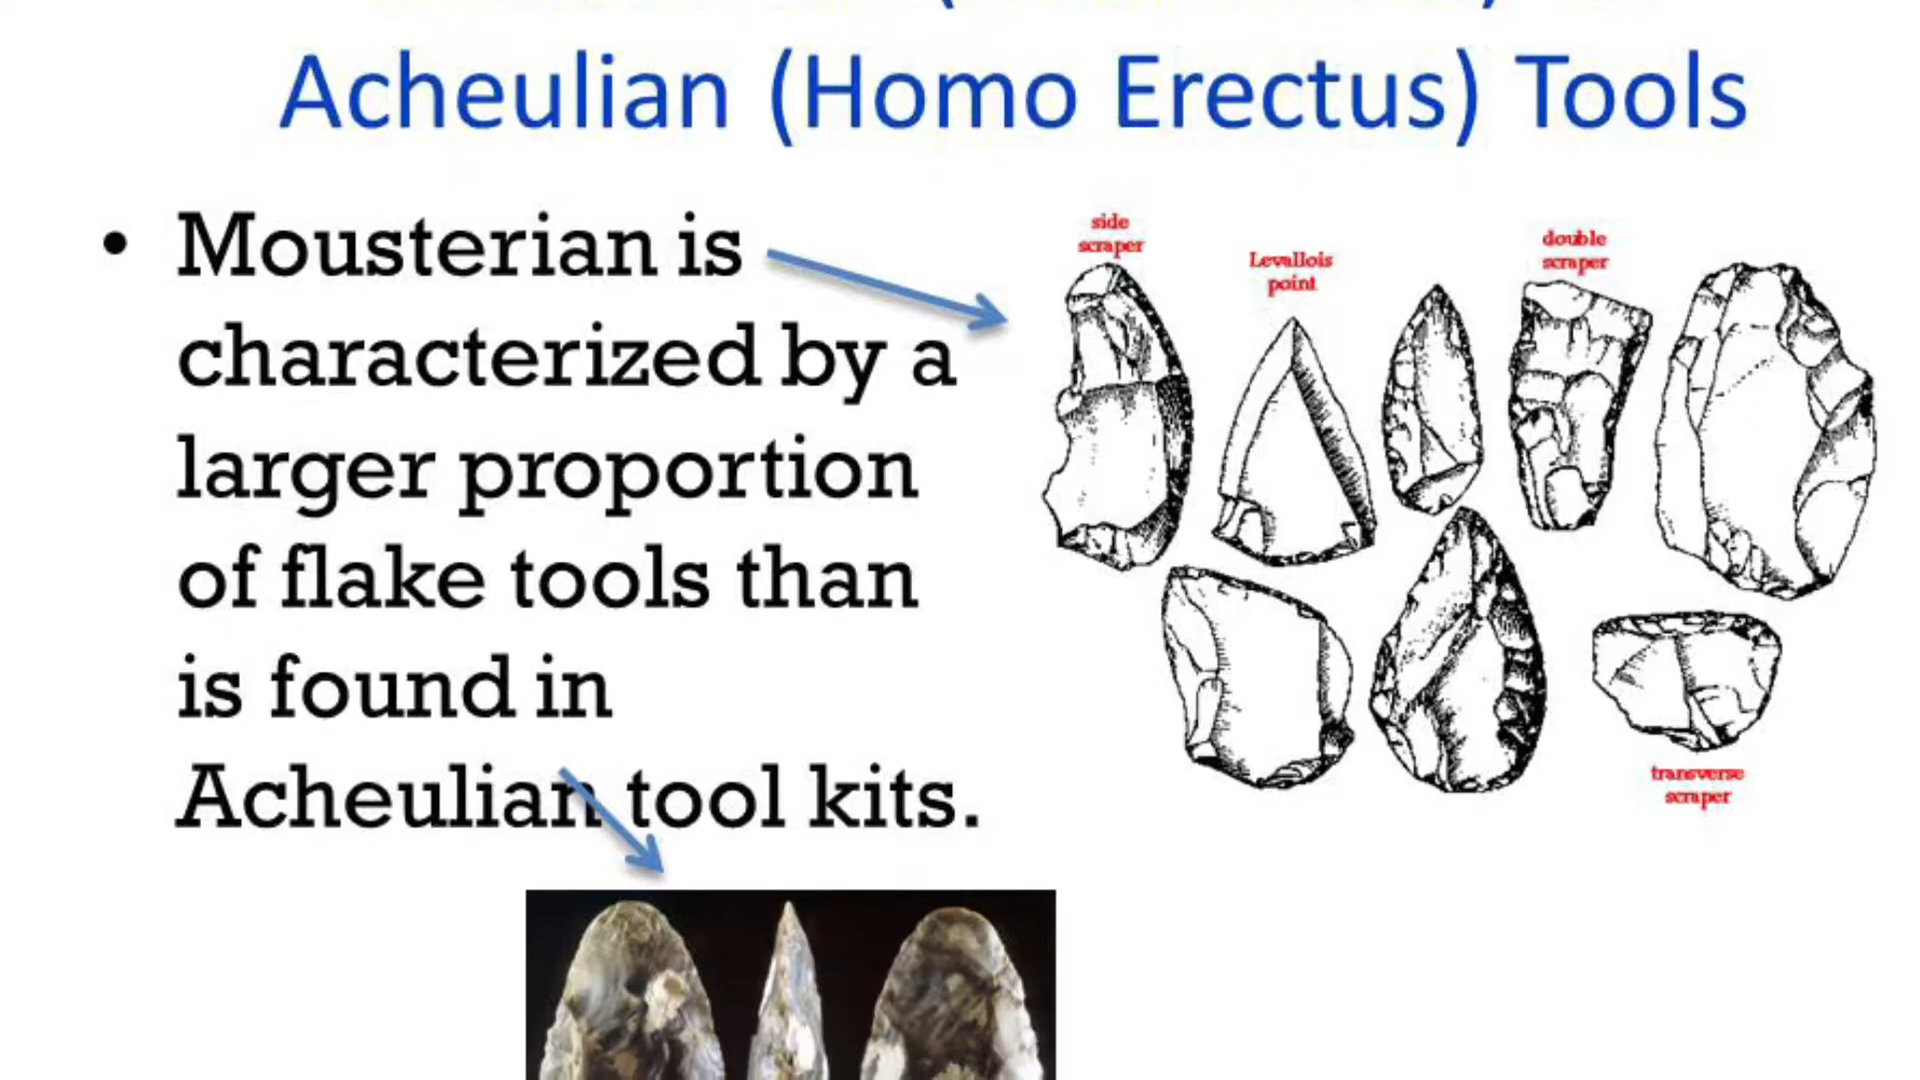 Acheulian (Homo Erectus) Tools
• Mousterian is
characterized by a
larger proportion
of flake tools than
is found in
Acheulian tool kits.
side
scraper
Levallois
point
double
scraper
transverse
scraper